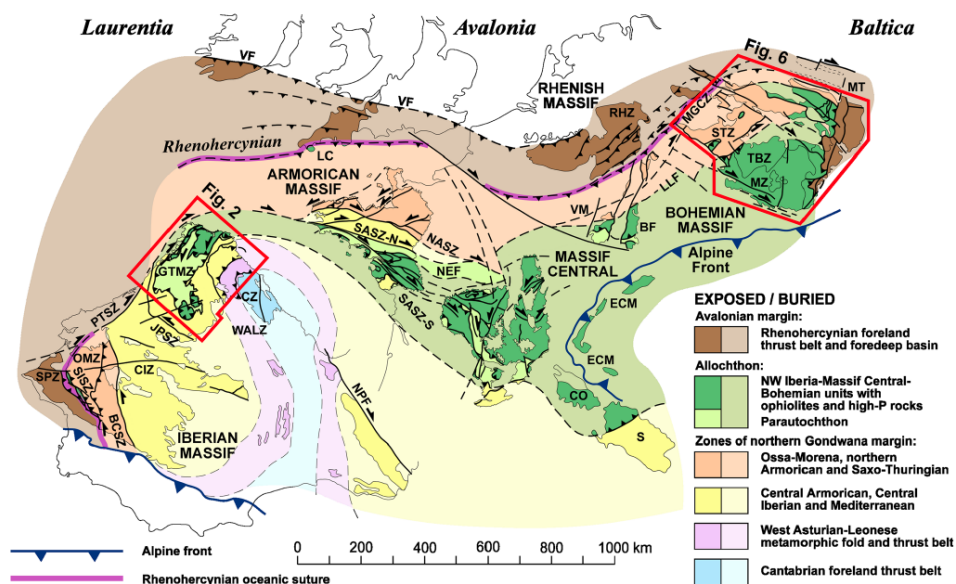 Laurentia
Avalonia
Baltica
VF
VF
Fig. 6
RHENISH
MASSIF
RHZ
MGCZ
MT
STZ
TBZ
MZ
Rhenohercynian
LC
ARMORICAN
MASSIF
Fig. 2
GTMZ
SASZ-N
NASZ
NEF
SASZ-S
VM
LLF
BF
BOHEMIAN
MASSIF
MASSIF
CENTRAL
Alpine
Front
ECM
ECM
CO
S
PTSZ
JPSZ
CZ
WALZ
OMZ
CIZ
SPZ
SISZ
BCSZ
NPF
IBERIAN
MASSIF
EXPOSED / BURIED
Avalonian margin:
Rhenohercynian foreland
thrust belt and foredeep basin
Allochthon:
NW Iberia-Massif Central-
Bohemian units with
ophiolites and high-P rocks
Parautochthon
Zones of northern Gondwana margin:
Ossa-Morena, northern
Armorican and Saxo-Thuringian
Central Armorican, Central
Iberian and Mediterranean
West Asturian-Leonese
metamorphic fold and thrust belt
Cantabrian foreland thrust belt
Alpine front
Rhenohercynian oceanic suture
0 200 400 600 800 1000 km